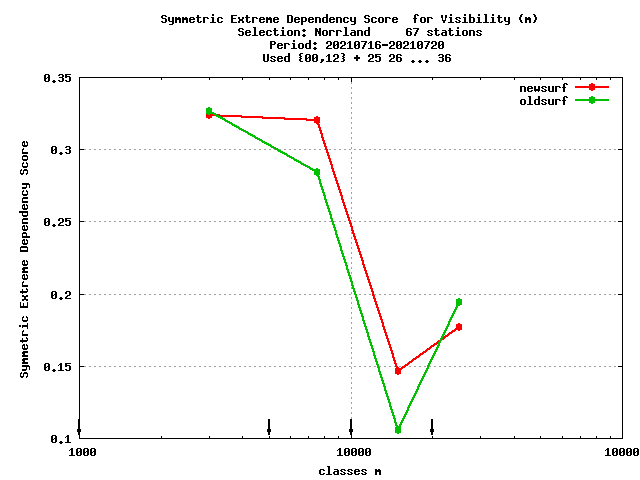 Symmetric Extreme Dependency Score for Visibility (m)
Selection: Norrland 67 stations
Period: 20210716-20210720
Used {00,12} + 25 26 ... 36
newsurf
oldsurf
Symmetric Extreme Dependency Score
0.35
0.3
0.25
0.2
0.15
0.1
1000 10000 10000
classes m